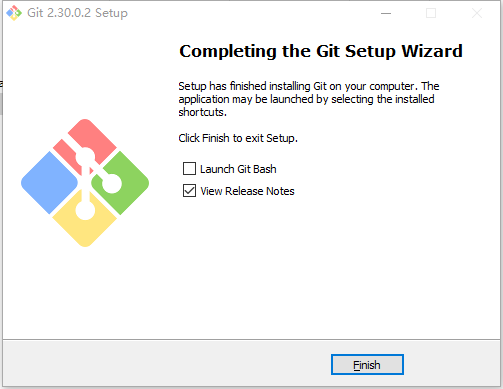 Git 2.30.0.2 Setup
Completing the Git Setup Wizard
Setup has finished installing Git on your computer. The
application may be launched by selecting the installed
shortcuts.
Click Finish to exit Setup.
Launch Git Bash
View Release Notes
Finish